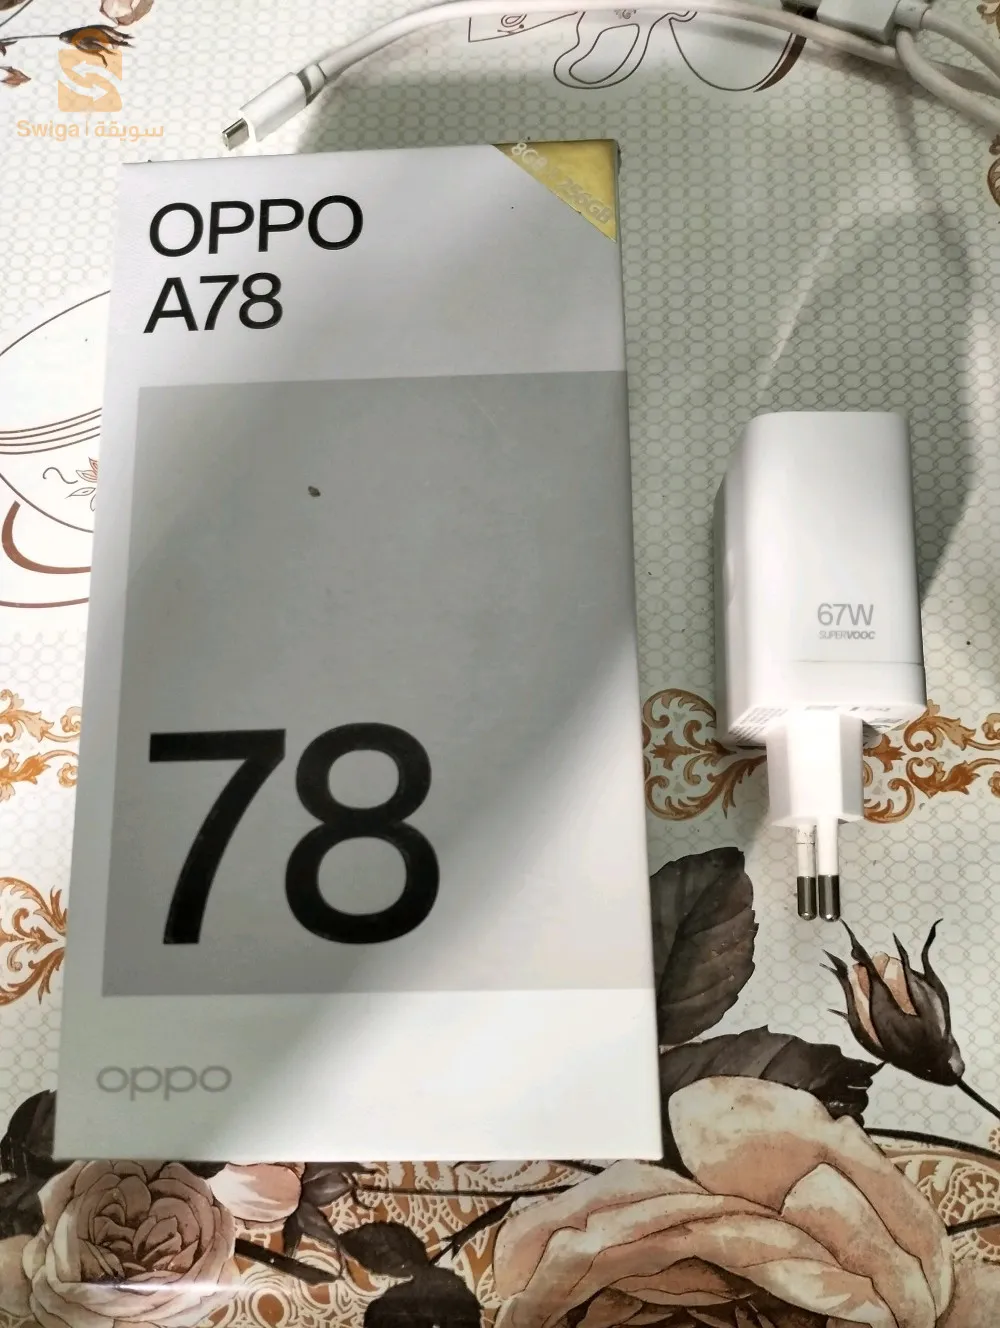 Swiga | سويقة
8GB + 256GB
OPPO
A78
67W
SUPERVOOC
78
oppo